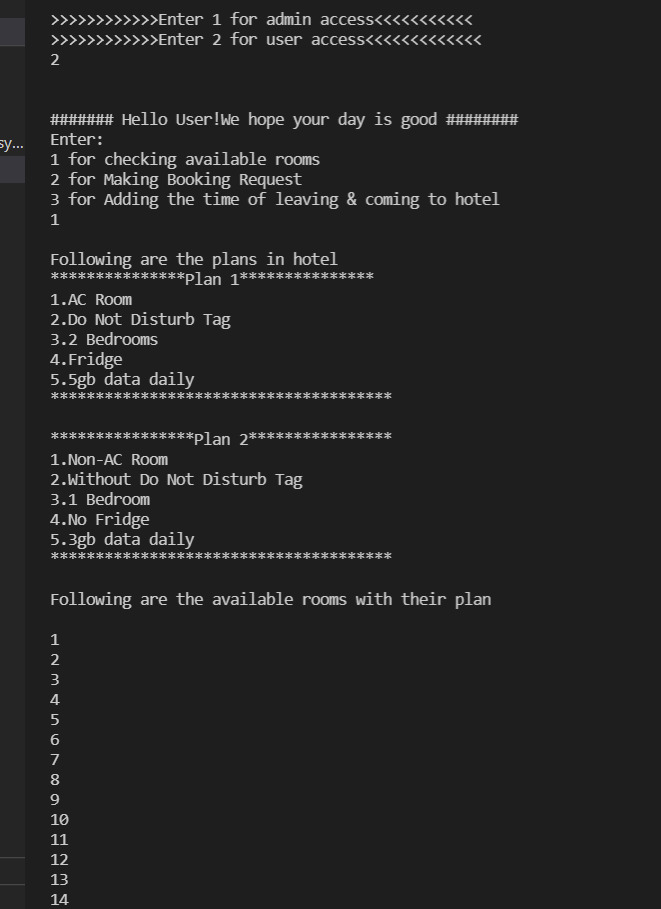 >>>>>>>>>>>>Enter 1 for admin access<<<<<<<<<<<
>>>>>>>>>>>>Enter 2 for user access<<<<<<<<<<<<<
2
####### Hello User!We hope your day is good ########
Enter:
sy...
1 for checking available rooms
2 for Making Booking Request
3 for Adding the time of leaving & coming to hotel
1
Following are the plans in hotel
***************Plan 1***************
1.AC Room
2.Do Not Disturb Tag
3.2 Bedrooms
4.Fridge
5.5gb data daily
**************************************
****************Plan 2****************
1.Non-AC Room
2.Without Do Not Disturb Tag
3.1 Bedroom
4.No Fridge
5.3gb data daily
**************************************
Following are the available rooms with their plan
1
2
3
4
5
6
7
8
9
10
11
12
13
14